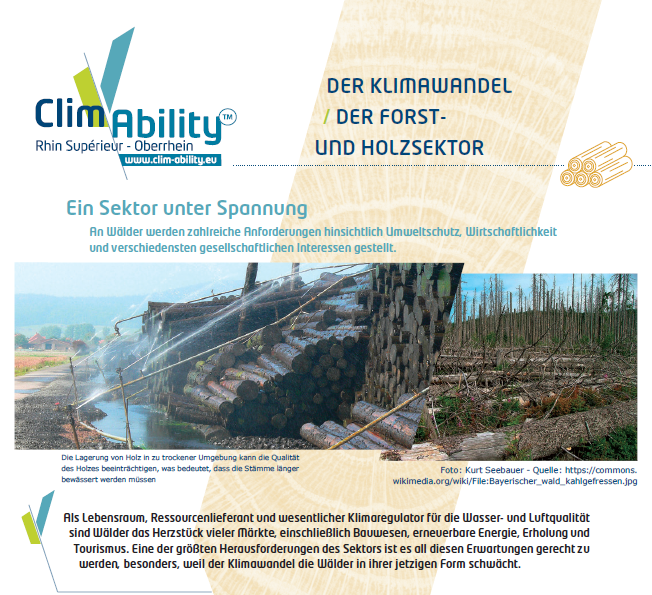 ClimAbility™
Rhin Supérieur - Oberrhein
www.clim-ability.eu
DER KLIMAWANDEL
/ DER FORST-
UND HOLZSEKTOR
Ein Sektor unter Spannung
An Wälder werden zahlreiche Anforderungen hinsichtlich Umweltschutz, Wirtschaftlichkeit
und verschiedensten gesellschaftlichen Interessen gestellt.
Die Lagerung von Holz in zu trockener Umgebung kann die Qualität
des Holzes beeinträchtigen, was bedeutet, dass die Stämme länger
bewässert werden müssen
Foto: Kurt Seebauer - Quelle: https://commons.
wikimedia.org/wiki/File:Bayerischer_wald_kahlgefressen.jpg
Als Lebensraum, Ressourcenlieferant und wesentlicher Klimaregulator für die Wasser- und Luftqualität
sind Wälder das Herzstück vieler Märkte, einschließlich Bauwesen, erneuerbare Energie, Erholung und
Tourismus. Eine der größten Herausforderungen des Sektors ist es all diesen Erwartungen gerecht zu
werden, besonders, weil der Klimawandel die Wälder in ihrer jetzigen Form schwächt.